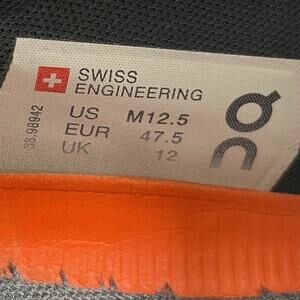 SWISS
ENGINEERING
US M12.5
EUR 47.5
UK 12
38.98942